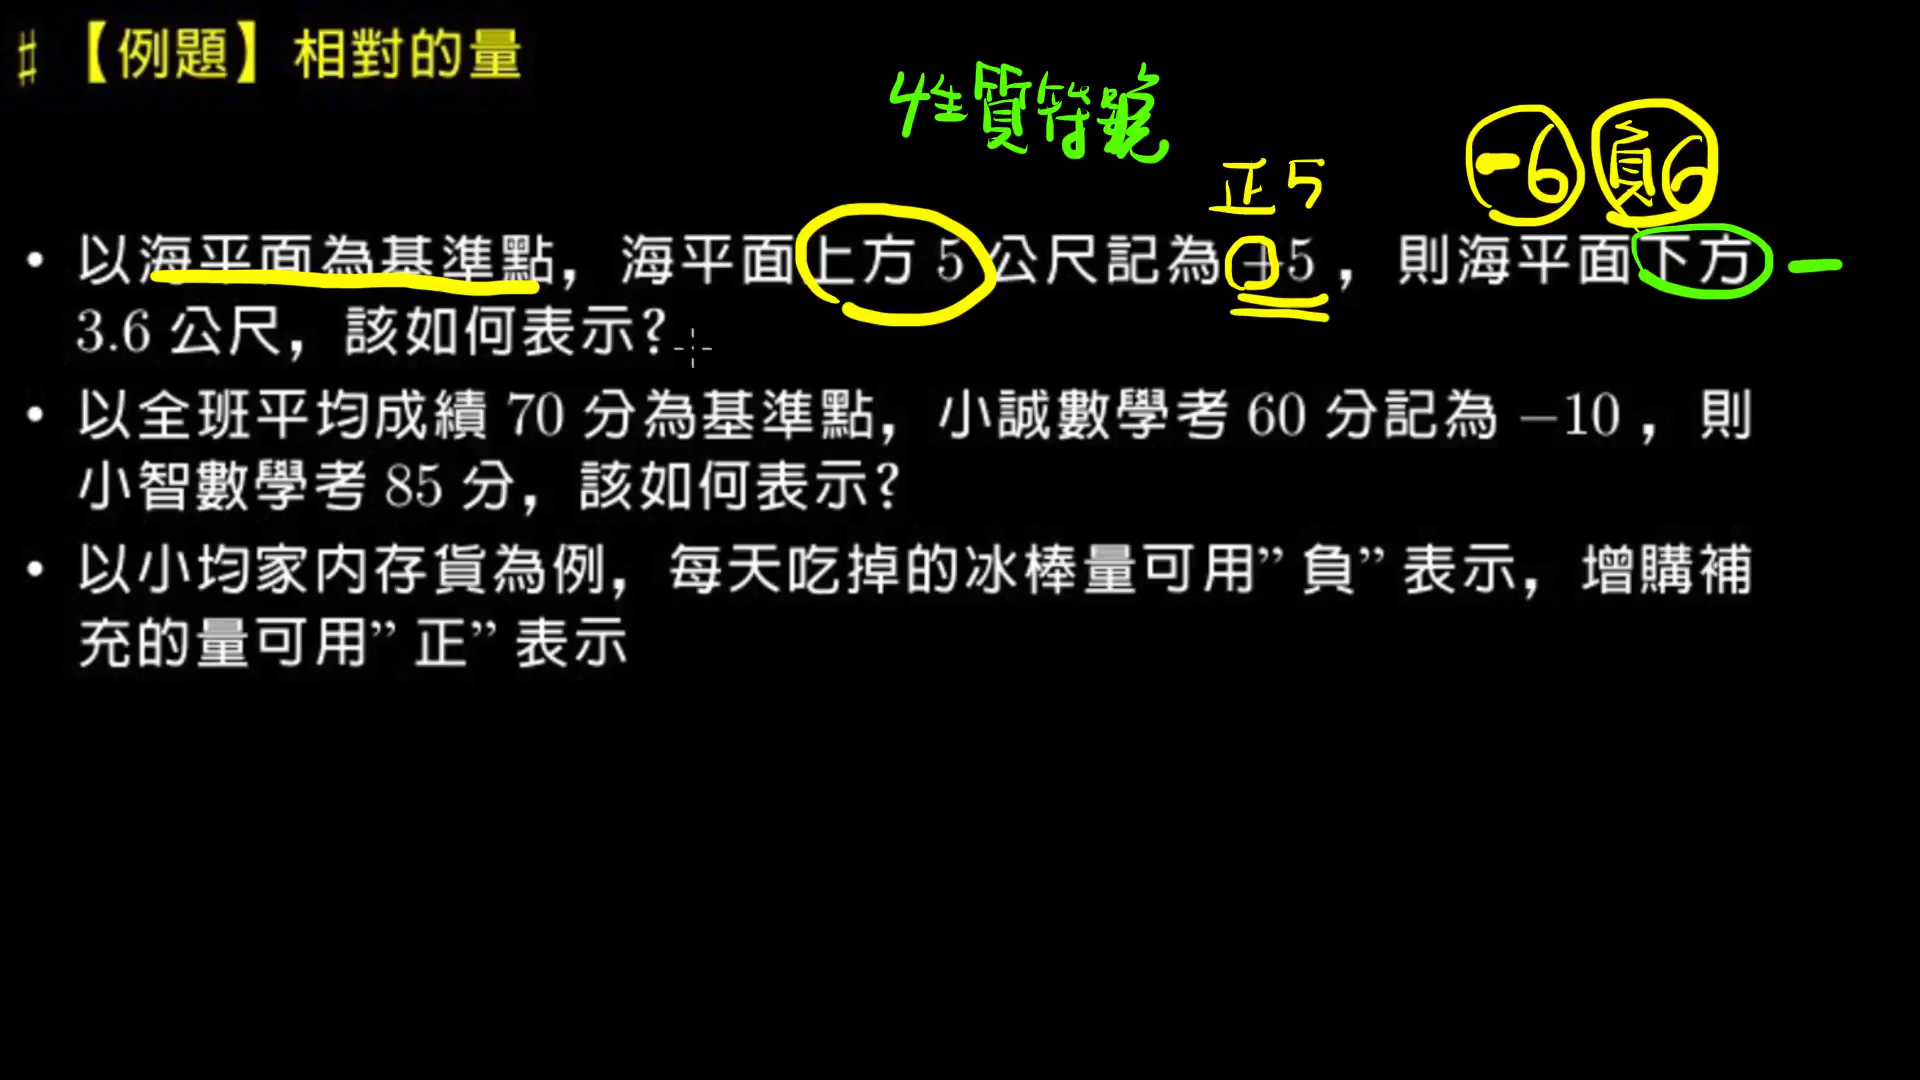 ♯ 【例題】相對的量
性質符號
正5
-6 負6
• 以海平面為基準點，海平面上方 5 公尺記為 +5，則海平面下方 −
3.6 公尺，該如何表示？
• 以全班平均成績 70 分為基準點，小誠數學考 60 分記為 −10，則
小智數學考 85 分，該如何表示？
• 以小均家內存貨為例，每天吃掉的冰棒量可用” 負” 表示，增購補
充的量可用” 正” 表示